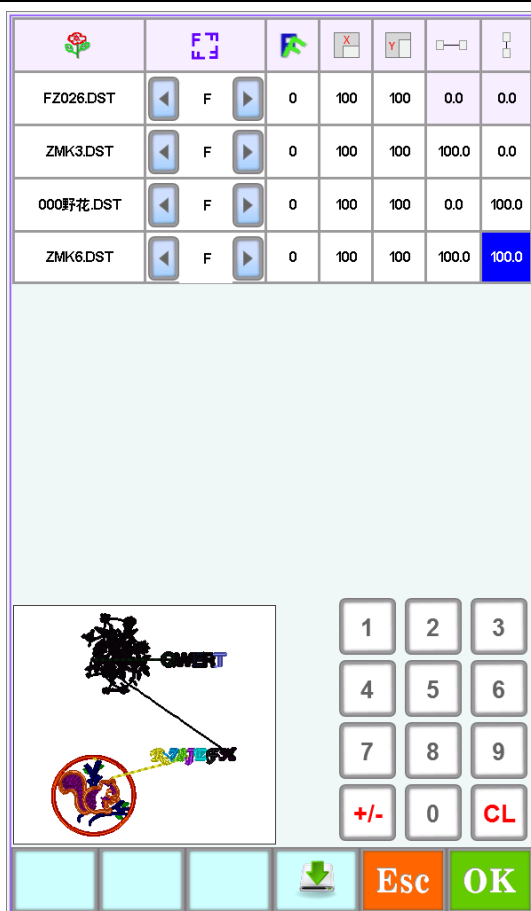 X Y
FZ026.DST F 0 100 100 0.0 0.0
ZMK3.DST F 0 100 100 100.0 0.0
000野花.DST F 0 100 100 0.0 100.0
ZMK6.DST F 0 100 100 100.0 100.0
QWERT
1 2 3
4 5 6
7 8 9
+/- 0 CL
Esc OK